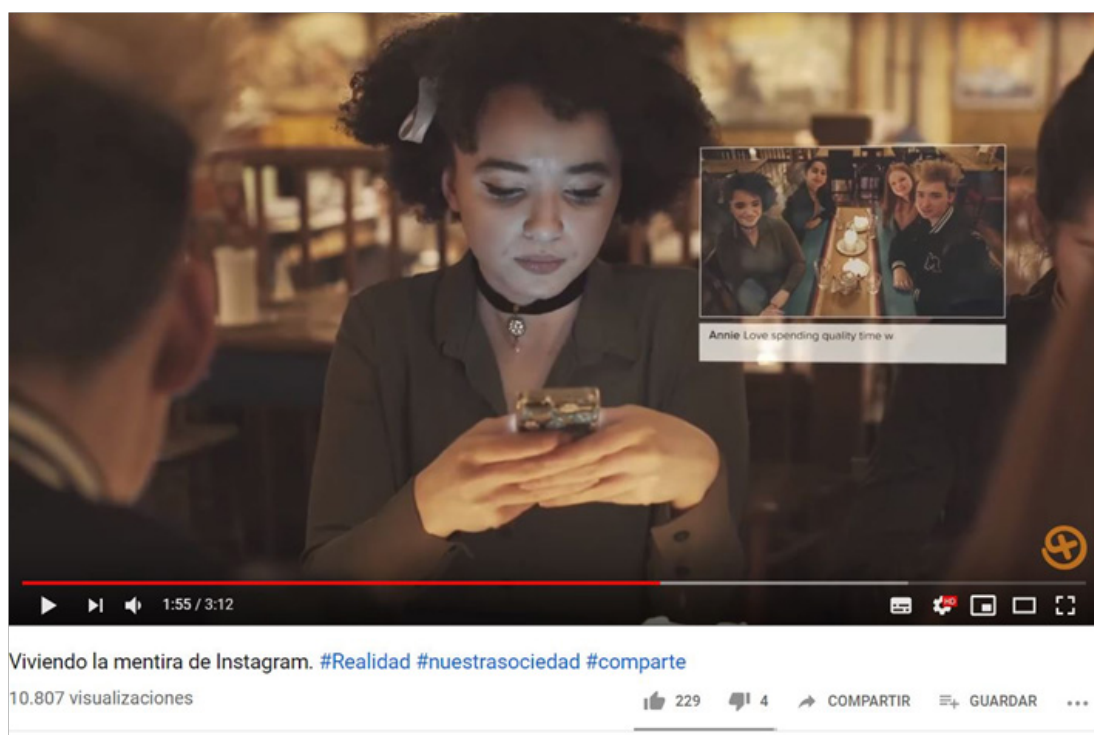 Annie Love spending quality time w
1:55 / 3:12
HD
Viviendo la mentira de Instagram. #Realidad #nuestrasociedad #comparte
10.807 visualizaciones
229 4 COMPARTIR GUARDAR